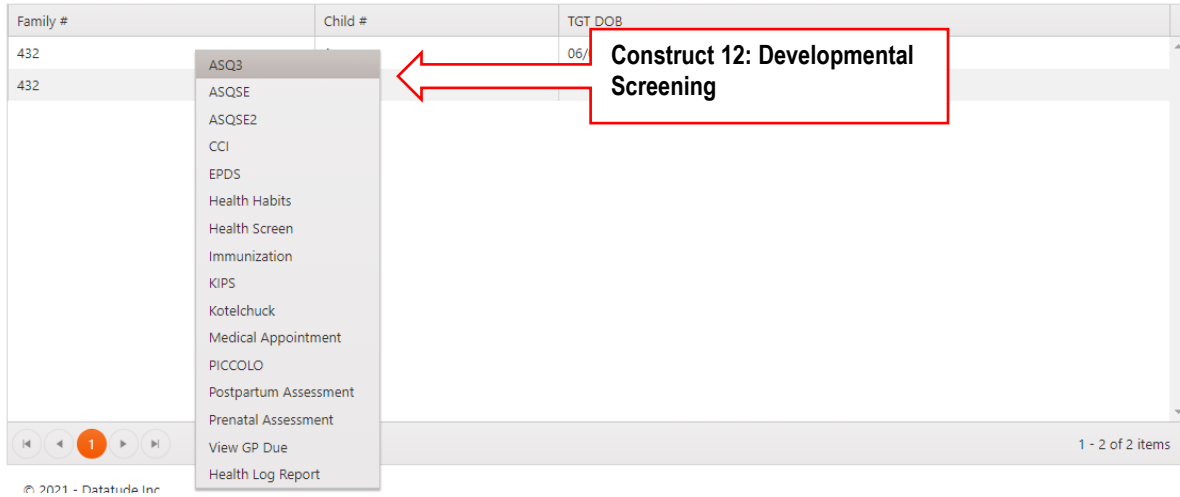 Family # Child # TGT DOB
432 06/
432
Construct 12: Developmental
Screening
ASQ3
ASQSE
ASQSE2
CCI
EPDS
Health Habits
Health Screen
Immunization
KIPS
Kotelchuck
Medical Appointment
PICCOLO
Postpartum Assessment
Prenatal Assessment
View GP Due
Health Log Report
1
1 - 2 of 2 items
© 2021 - Datatude Inc